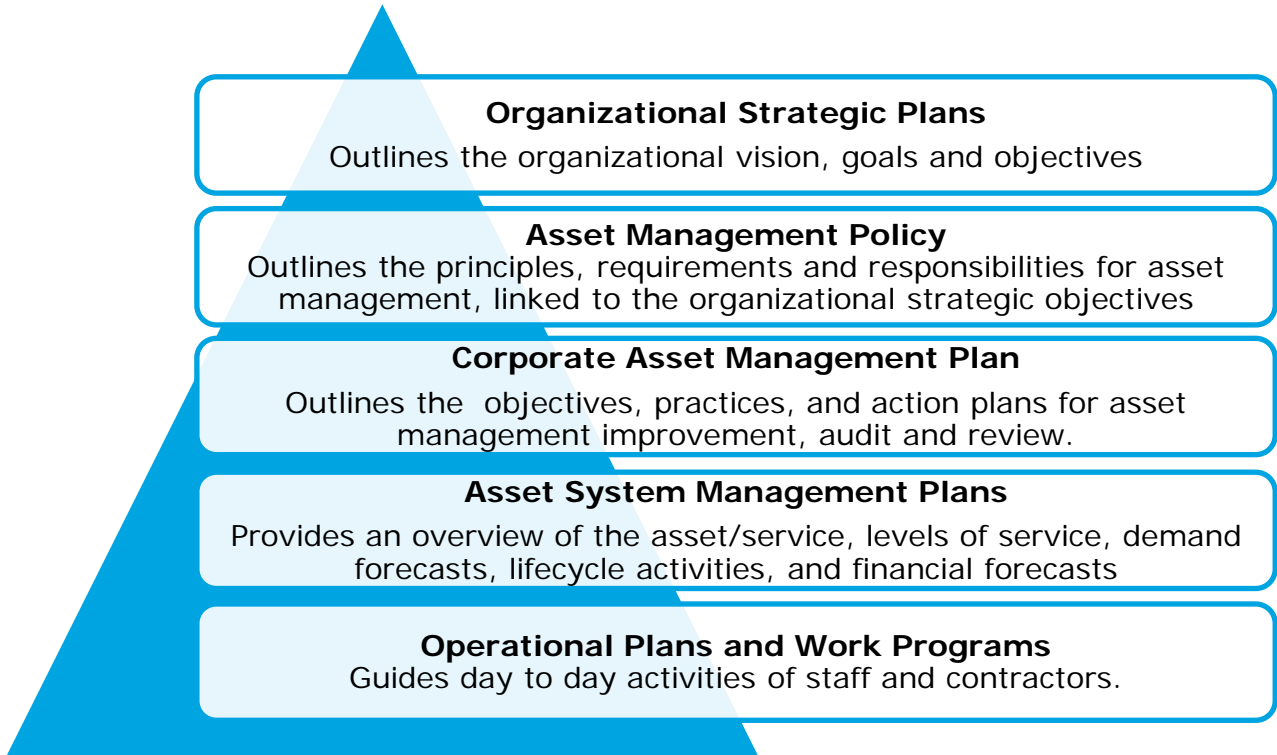 Organizational Strategic Plans
Outlines the organizational vision, goals and objectives
Asset Management Policy
Outlines the principles, requirements and responsibilities for asset
management, linked to the organizational strategic objectives
Corporate Asset Management Plan
Outlines the  objectives, practices, and action plans for asset
management improvement, audit and review.
Asset System Management Plans
Provides an overview of the asset/service, levels of service, demand
forecasts, lifecycle activities, and financial forecasts
Operational Plans and Work Programs
Guides day to day activities of staff and contractors.